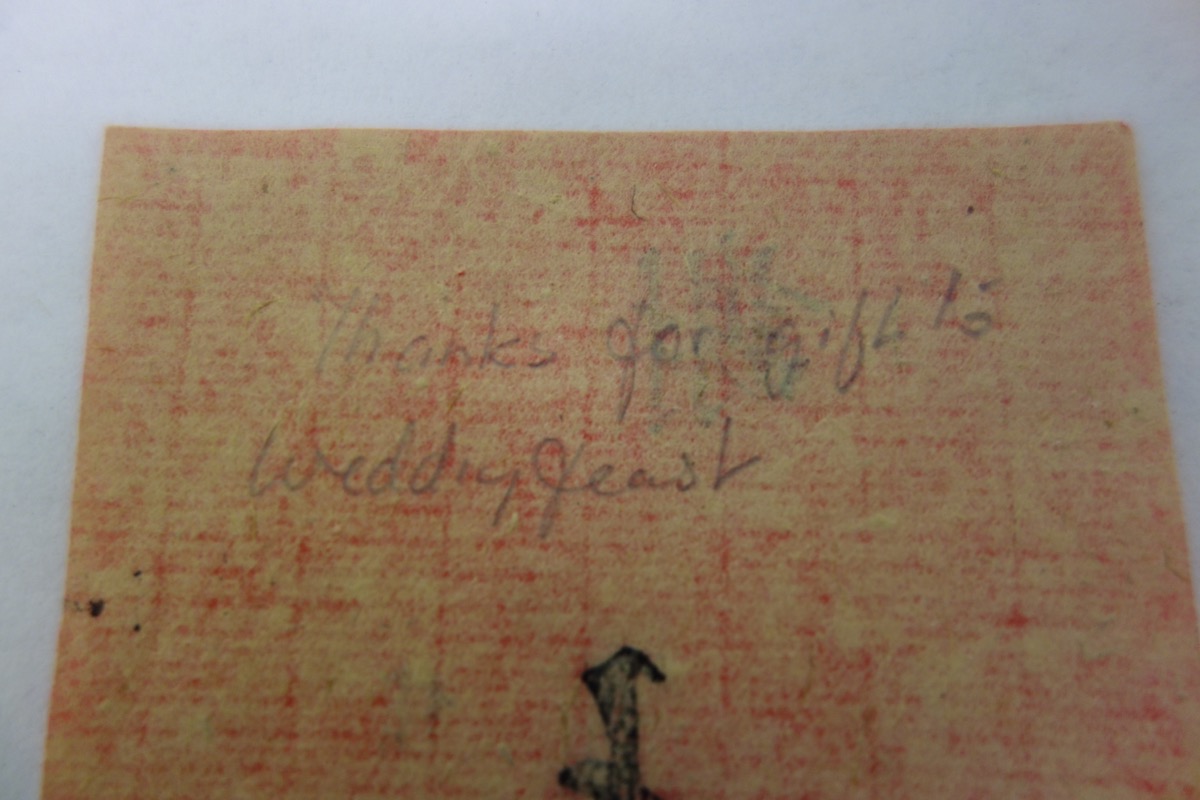 Thanks for gift to
Wedding feast